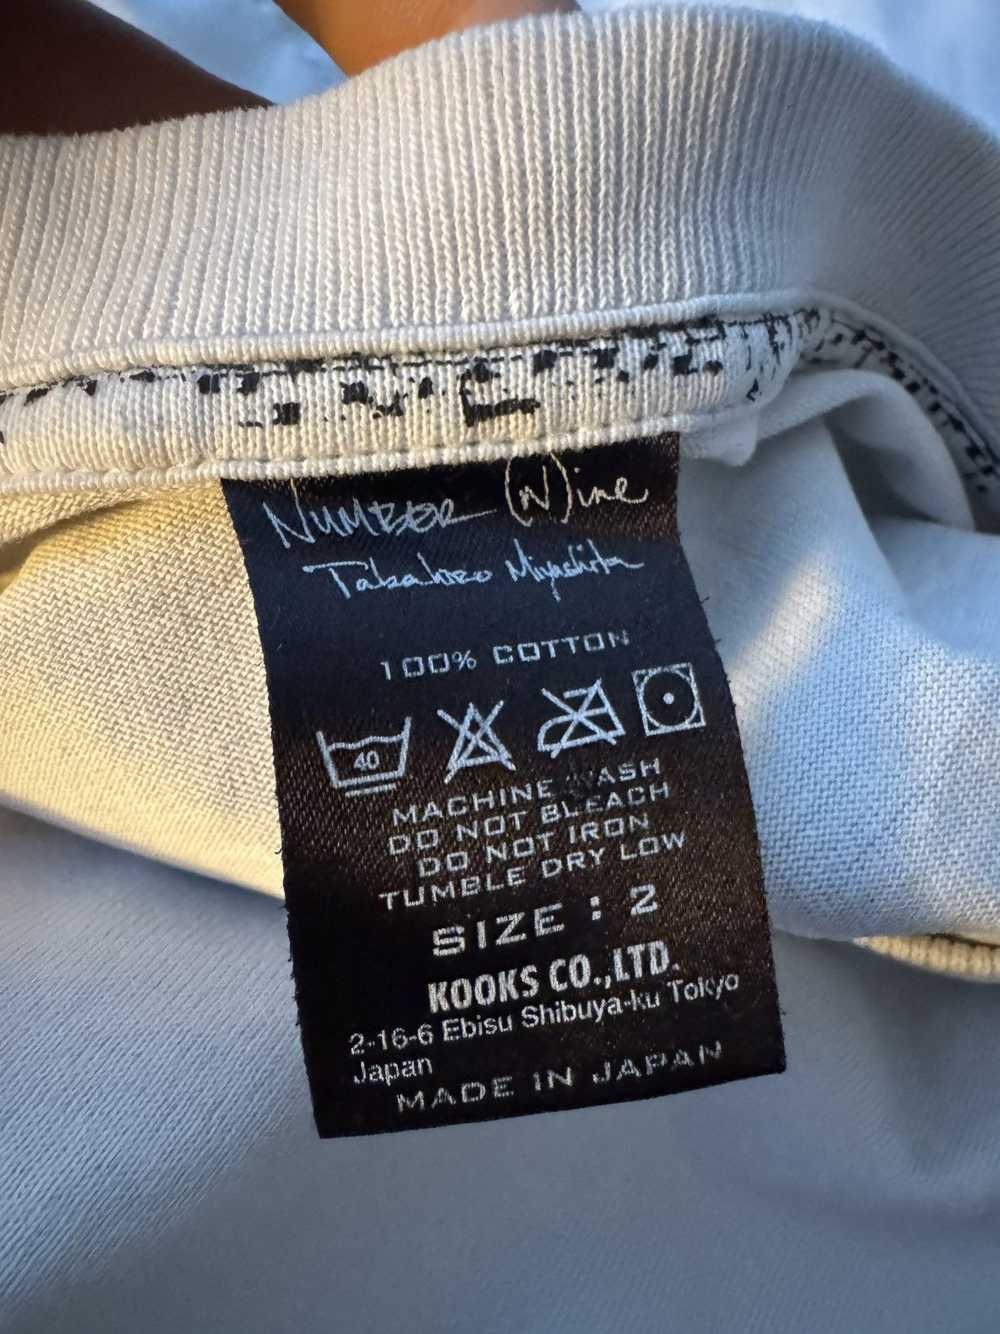 NUMBER (N)ine
Takahiro Miyashita
100% COTTON
40
MACHINE WASH
DO NOT BLEACH
DO NOT IRON
TUMBLE DRY LOW
SIZE : 2
KOOKS CO.,LTD.
2-16-6 Ebisu Shibuya-ku Tokyo
Japan
MADE IN JAPAN